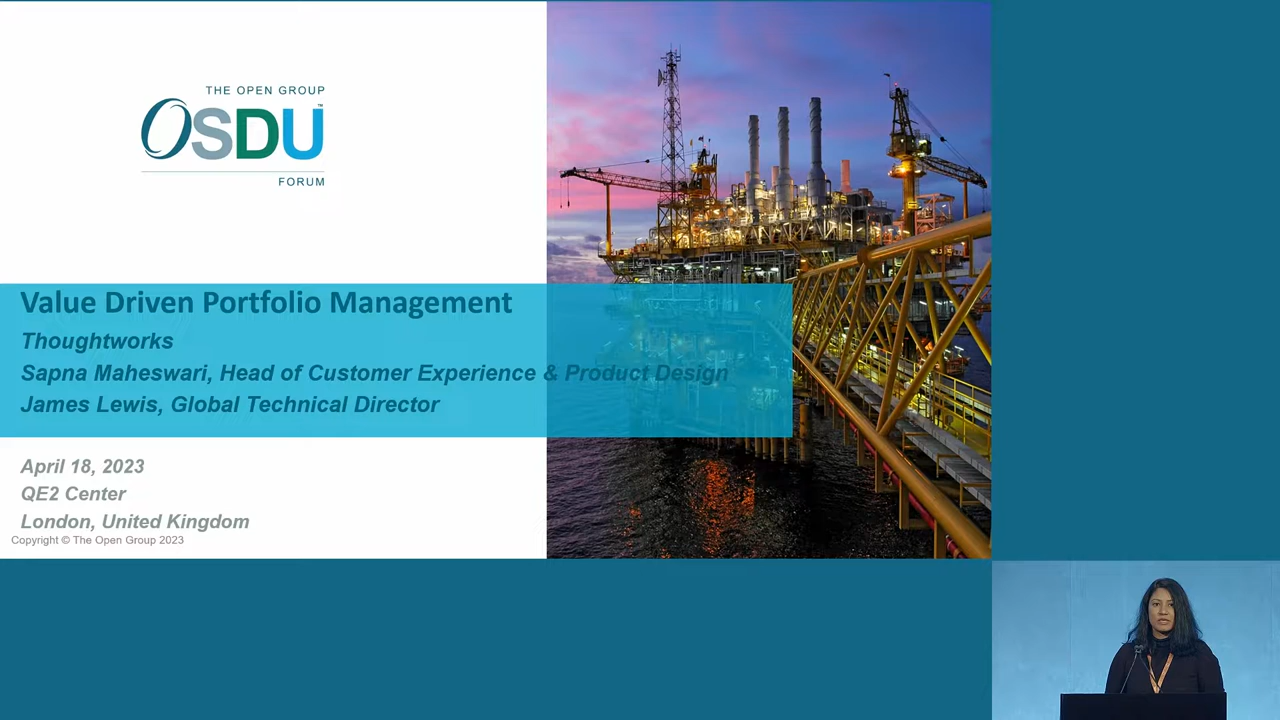 THE OPEN GROUP
OSDU™
FORUM
Value Driven Portfolio Management
Thoughtworks
Sapna Maheswari, Head of Customer Experience & Product Design
James Lewis, Global Technical Director
April 18, 2023
QE2 Center
London, United Kingdom
Copyright © The Open Group 2023